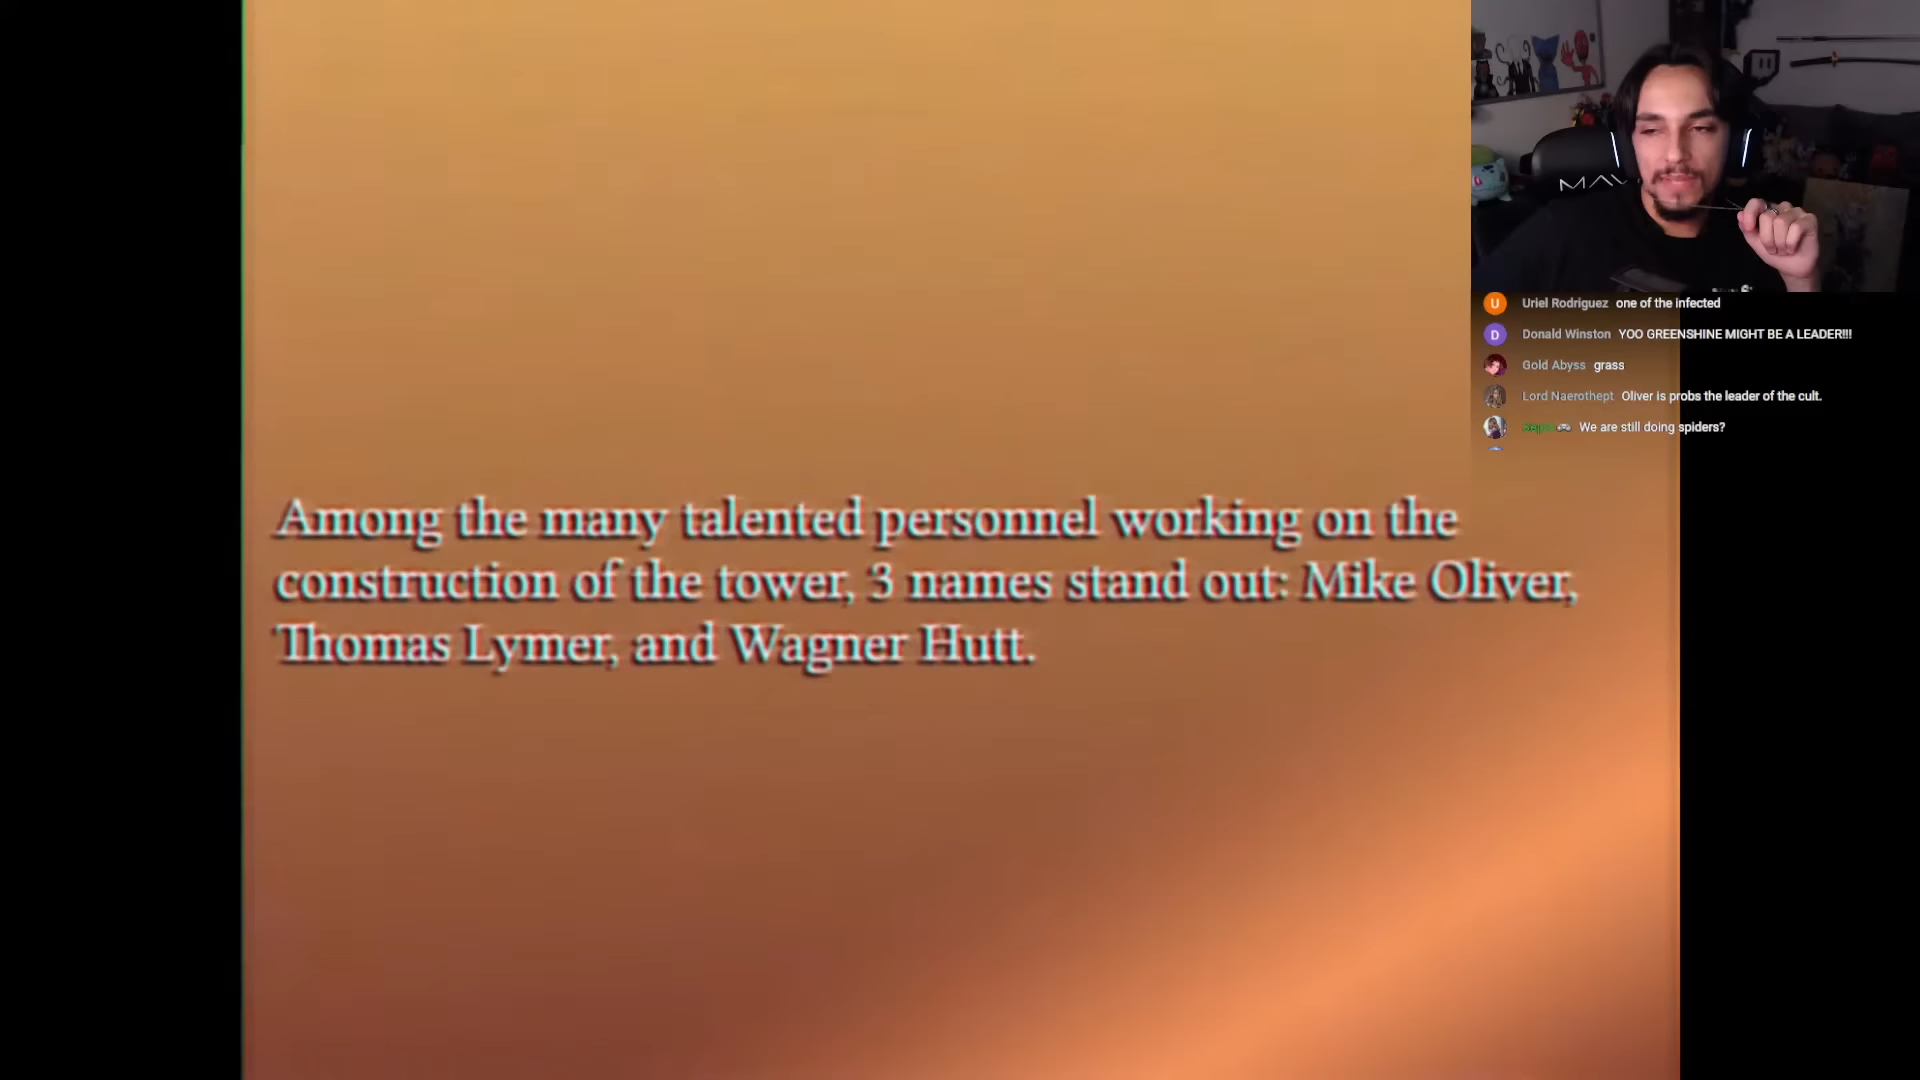 Among the many talented personnel working on the
construction of the tower, 3 names stand out: Mike Oliver,
Thomas Lymer, and Wagner Hutt.
U Uriel Rodriguez one of the infected
D Donald Winston YOO GREENSHINE MIGHT BE A LEADER!!!
Gold Abyss grass
Lord Naerothept Oliver is probs the leader of the cult.
We are still doing spiders?